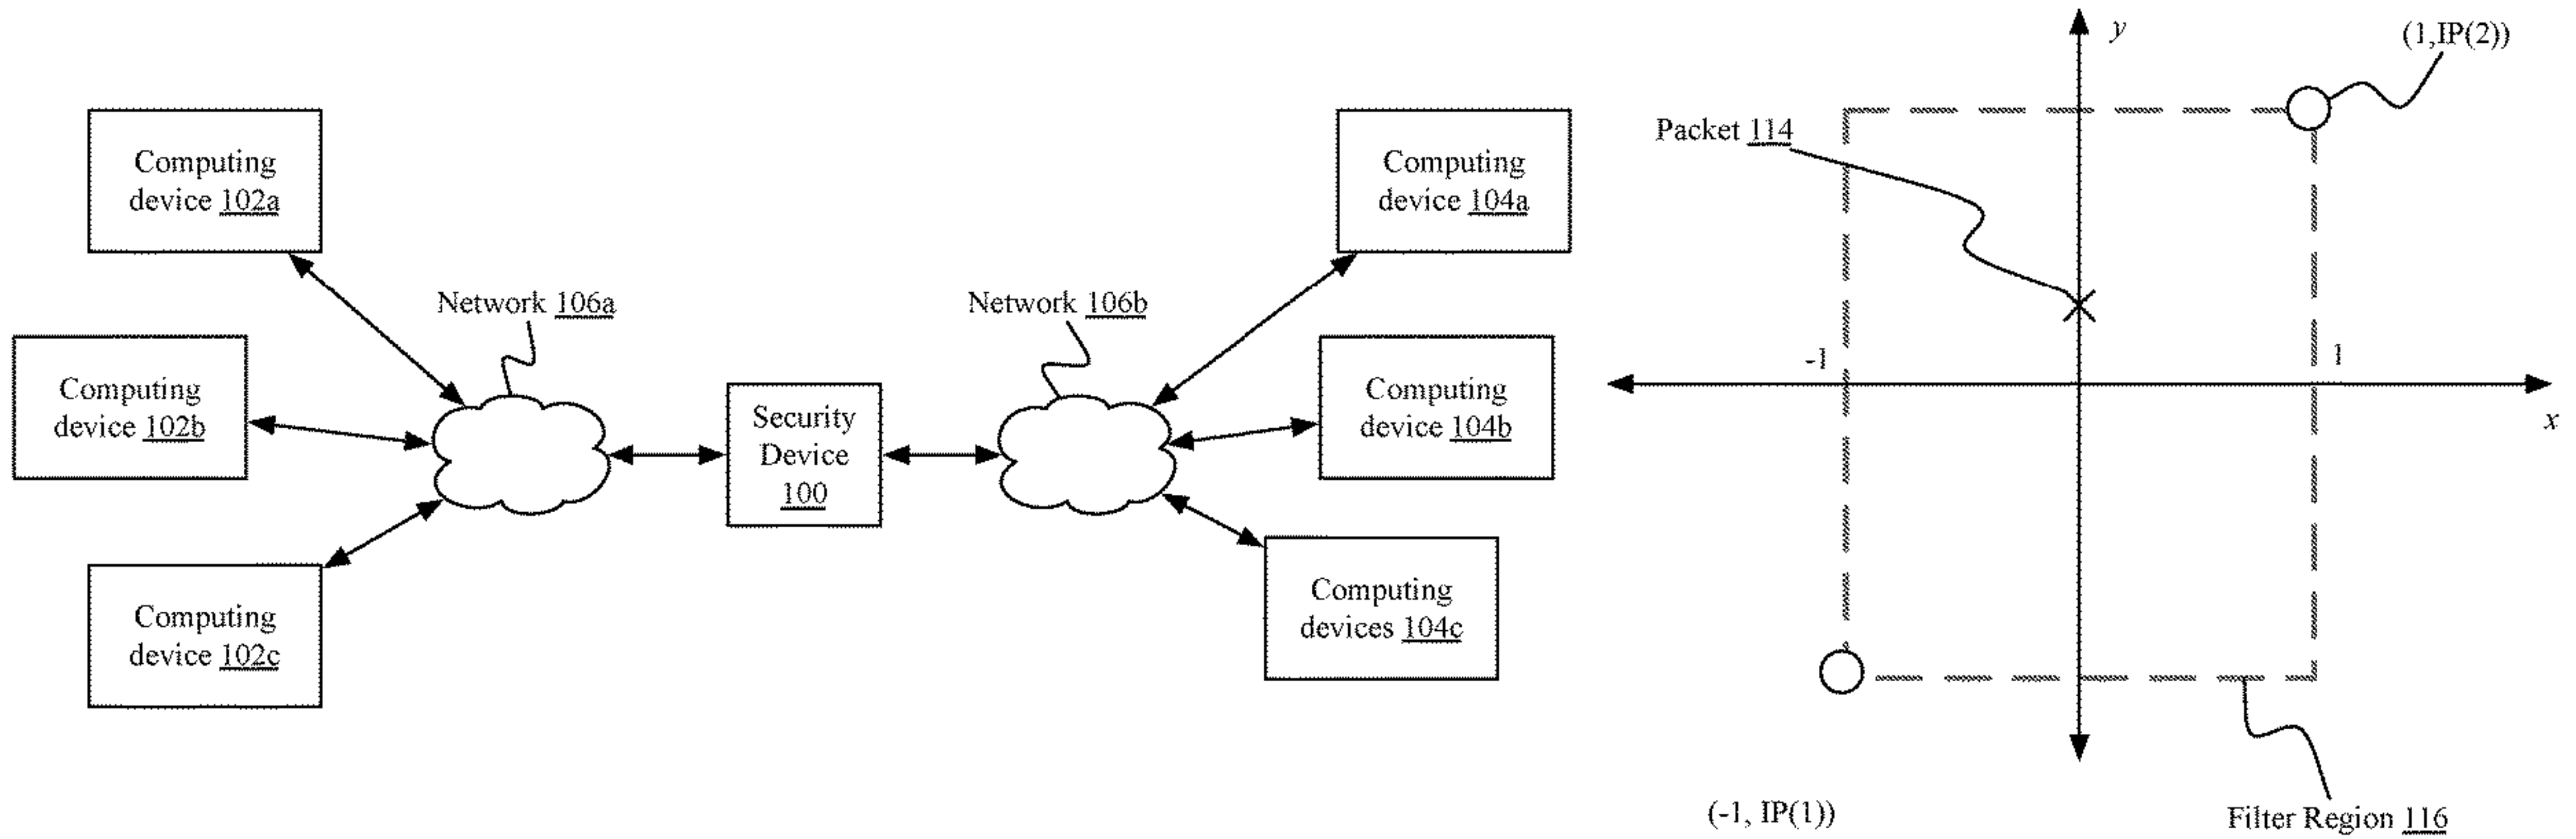 Computing
device 102a
Computing
device 102b
Computing
device 102c
Network 106a
Security
Device
100
Network 106b
Computing
device 104a
Computing
device 104b
Computing
devices 104c
y
(1,IP(2))
Packet 114
-1
1
x
(-1, IP(1))
Filter Region 116